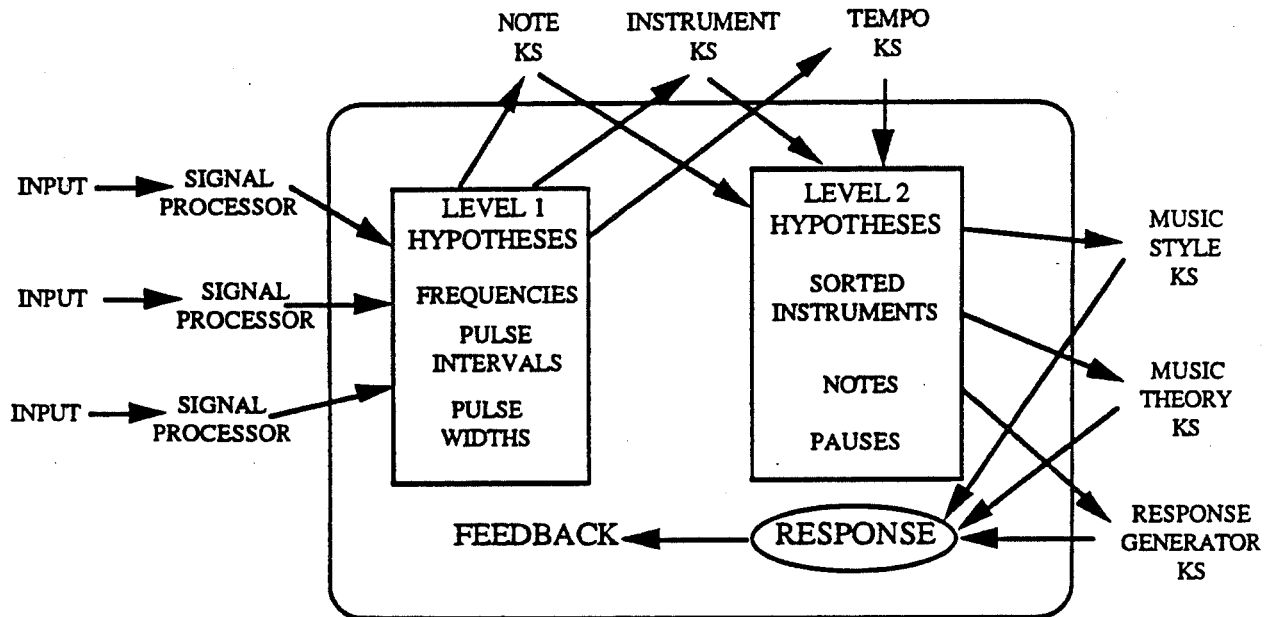 NOTE
KS
INSTRUMENT
KS
TEMPO
KS
INPUT
SIGNAL
PROCESSOR
INPUT
SIGNAL
PROCESSOR
INPUT
SIGNAL
PROCESSOR
LEVEL 1
HYPOTHESES
FREQUENCIES
PULSE
INTERVALS
PULSE
WIDTHS
LEVEL 2
HYPOTHESES
SORTED
INSTRUMENTS
NOTES
PAUSES
MUSIC
STYLE
KS
MUSIC
THEORY
KS
RESPONSE
GENERATOR
KS
RESPONSE
FEEDBACK